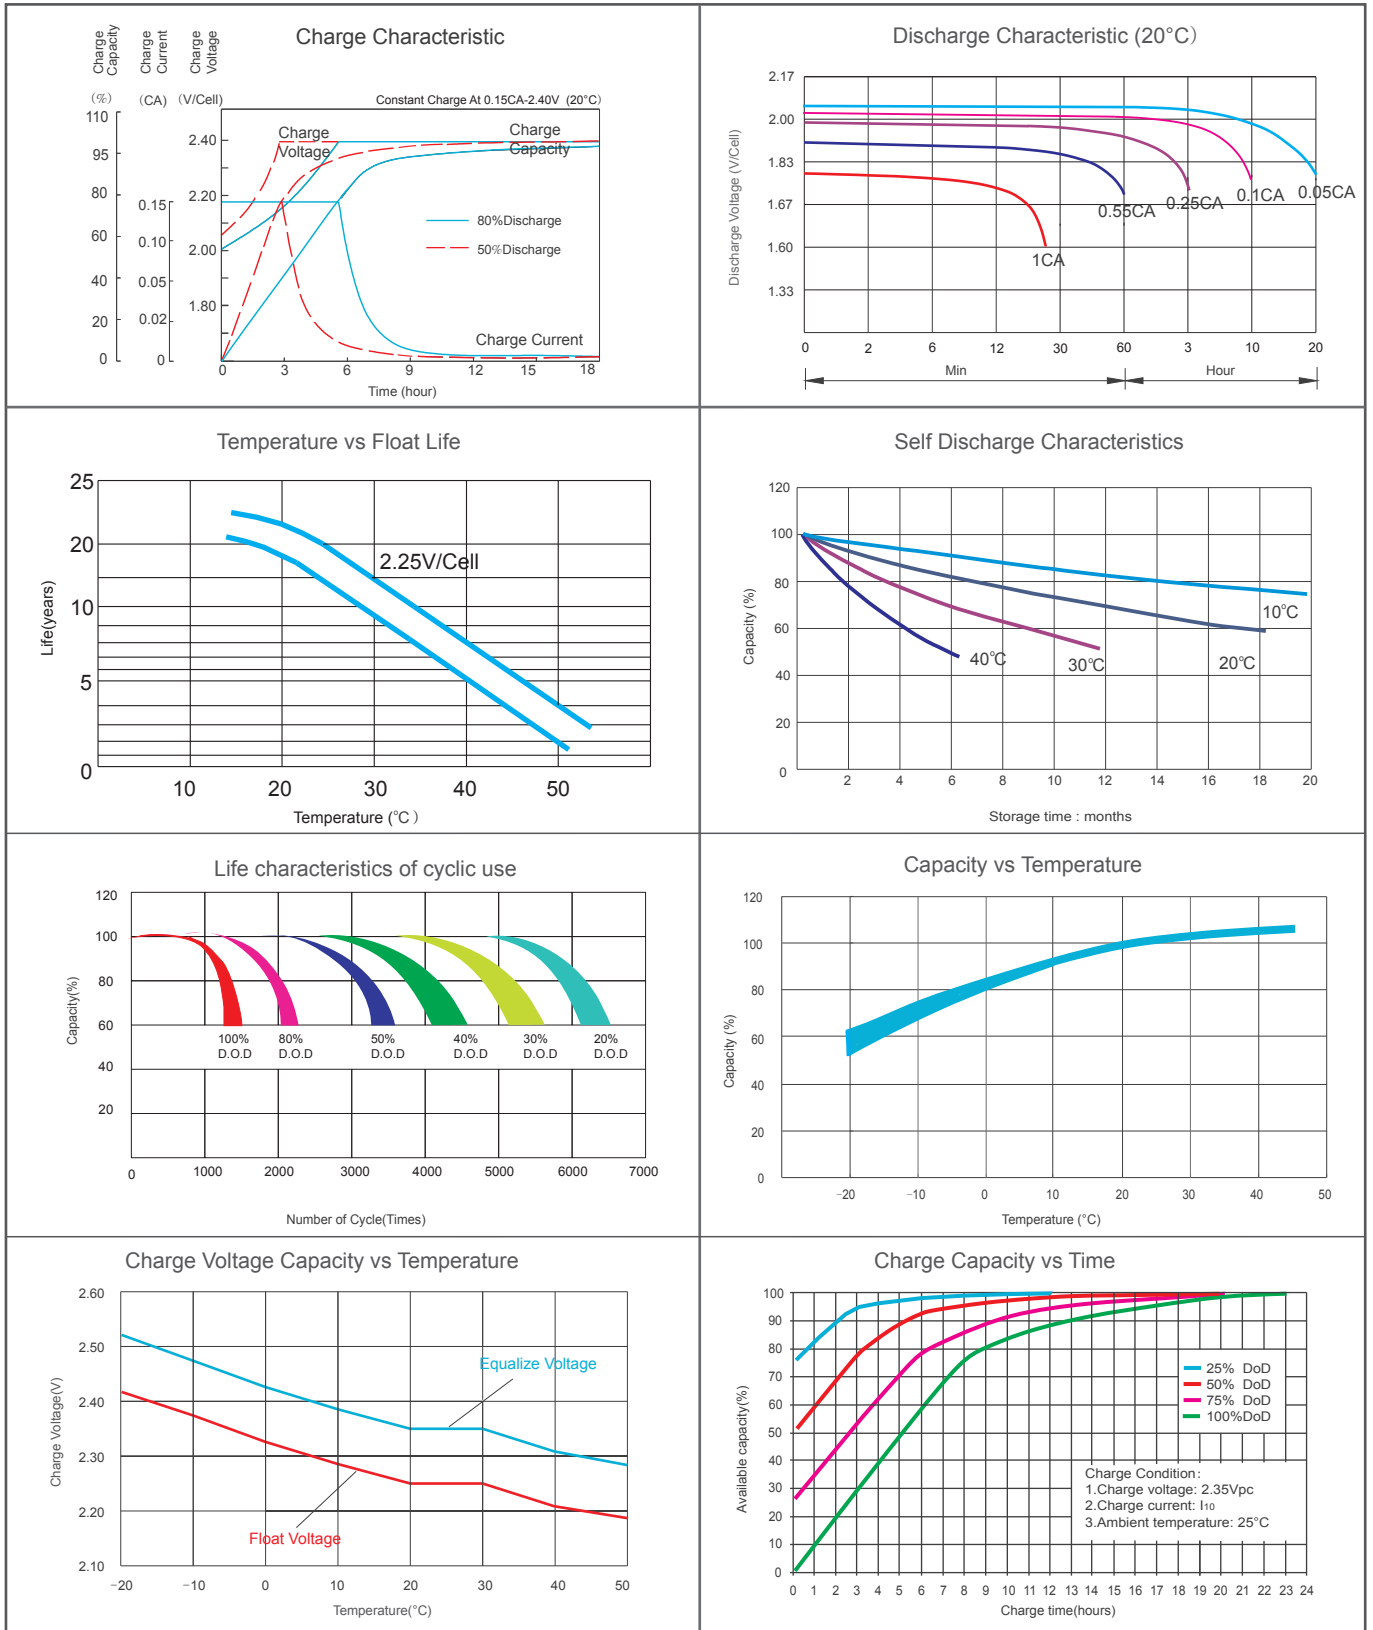 Charge Characteristic
Charge
Capacity
Charge
Current
Charge
Voltage
(%)
(CA)
(V/Cell)
Constant Charge At 0.15CA-2.40V (20°C)
110
95
80
60
40
20
0
0.15
0.10
0.05
0.02
0
2.40
2.20
2.00
1.80
Charge
Voltage
Charge
Capacity
80%Discharge
50%Discharge
Charge Current
0 3 6 9 12 15 18
Time (hour)
Discharge Characteristic (20°C)
Discharge Voltage (V/Cell)
2.17
2.00
1.83
1.67
1.60
1.33
1CA
0.55CA
0.25CA
0.1CA
0.05CA
0 2 6 12 30 60 3 10 20
Min
Hour
Temperature vs Float Life
Life(years)
25
20
10
5
0
2.25V/Cell
10 20 30 40 50
Temperature (°C )
Self Discharge Characteristics
Capacity (%)
120
100
80
60
40
20
0
10°C
20°C
30°C
40°C
2 4 6 8 10 12 14 16 18 20
Storage time : months
Life characteristics of cyclic use
Capacity(%)
120
100
80
60
40
20
100%
D.O.D
80%
D.O.D
50%
D.O.D
40%
D.O.D
30%
D.O.D
20%
D.O.D
0 1000 2000 3000 4000 5000 6000 7000
Number of Cycle(Times)
Capacity vs Temperature
Capacity (%)
120
100
80
60
40
20
0
-20 -10 0 10 20 30 40 50
Temperature (°C)
Charge Voltage Capacity vs Temperature
Charge Voltage(V)
2.60
2.50
2.40
2.30
2.20
2.10
Equalize Voltage
Float Voltage
-20 -10 0 10 20 30 40 50
Temperature(°C)
Charge Capacity vs Time
Available capacity(%)
100
90
80
70
60
50
40
30
20
10
0
25% DoD
50% DoD
75% DoD
100%DoD
Charge Condition:
1.Charge voltage: 2.35Vpc
2.Charge current: I10
3.Ambient temperature: 25°C
0 1 2 3 4 5 6 7 8 9 10 11 12 13 14 15 16 17 18 19 20 21 22 23 24
Charge time(hours)